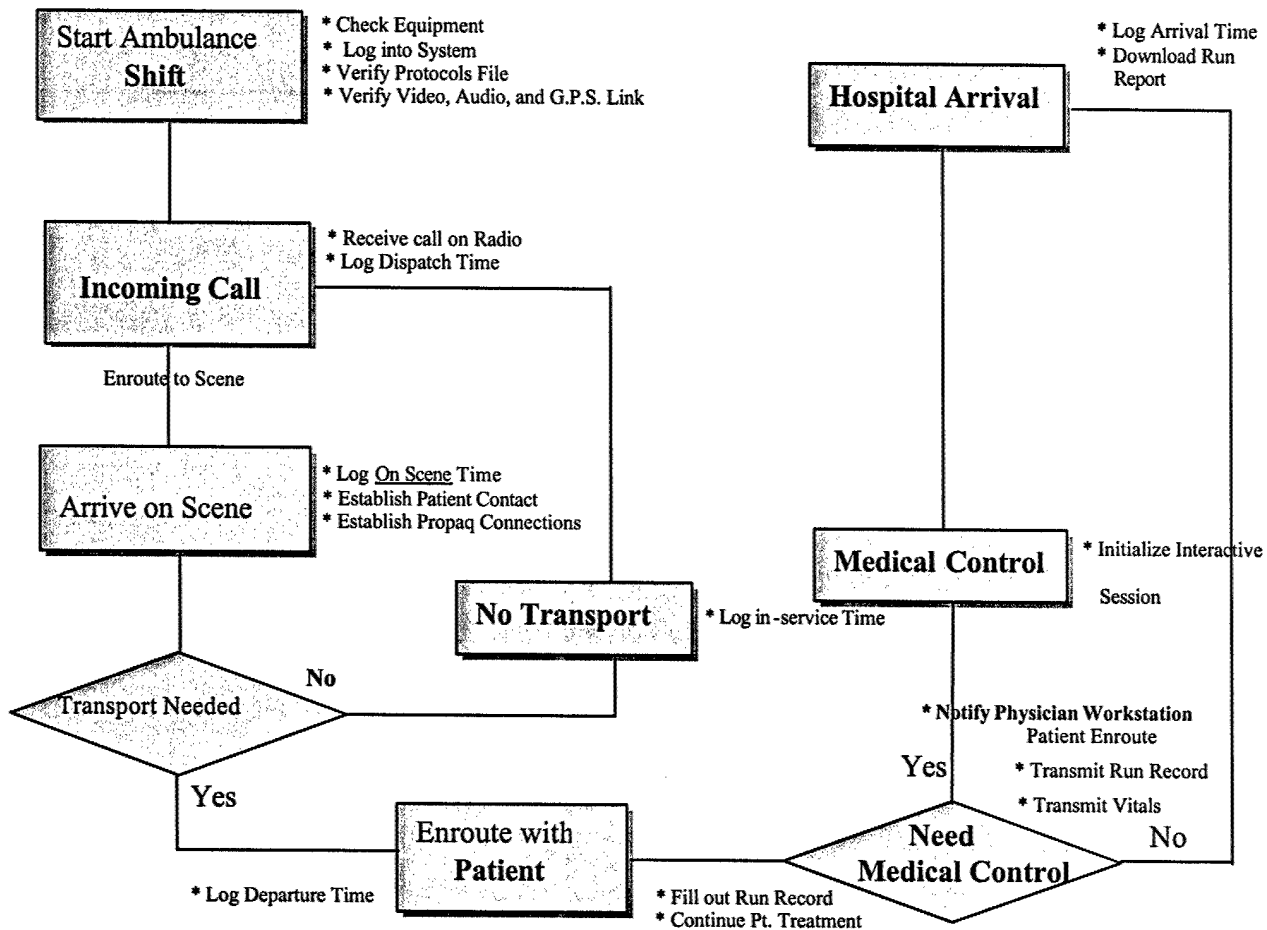 Start Ambulance
Shift
* Check Equipment
* Log into System
* Verify Protocols File
* Verify Video, Audio, and G.P.S. Link
Incoming Call
* Receive call on Radio
* Log Dispatch Time
Enroute to Scene
Arrive on Scene
* Log On Scene Time
* Establish Patient Contact
* Establish Propaq Connections
No Transport
* Log in-service Time
Transport Needed
No
Yes
Enroute with
Patient
* Log Departure Time
* Fill out Run Record
* Continue Pt. Treatment
Need
Medical Control
Yes
No
* Notify Physician Workstation
Patient Enroute
* Transmit Run Record
* Transmit Vitals
Medical Control
* Initialize Interactive
Session
Hospital Arrival
* Log Arrival Time
* Download Run
Report